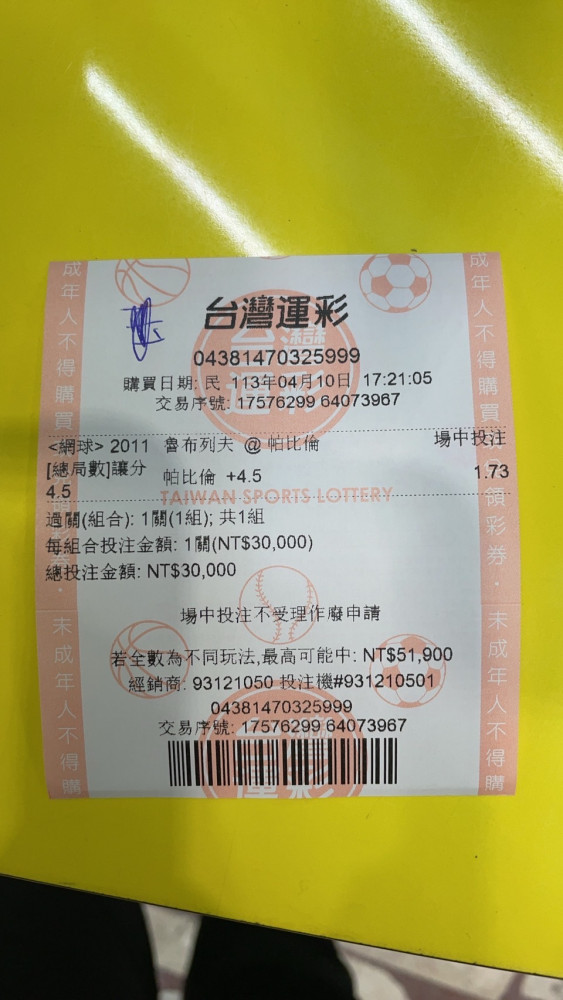 台灣運彩
04381470325999
購買日期: 民 113年04月10日 17:21:05
交易序號: 17576299 64073967
<網球> 2011 魯布列夫 @ 帕比倫 場中投注
[總局數]讓分 帕比倫 +4.5 1.73
4.5
TAIWAN SPORTS LOTTERY
過關(組合): 1關(1組); 共1組
每組合投注金額: 1關(NT$30,000)
總投注金額: NT$30,000
場中投注不受理作廢申請
若全數為不同玩法,最高可能中: NT$51,900
經銷商: 93121050 投注機#931210501
04381470325999
交易序號: 17576299 64073967
成年人不得購買
領彩券·未成年人不得購